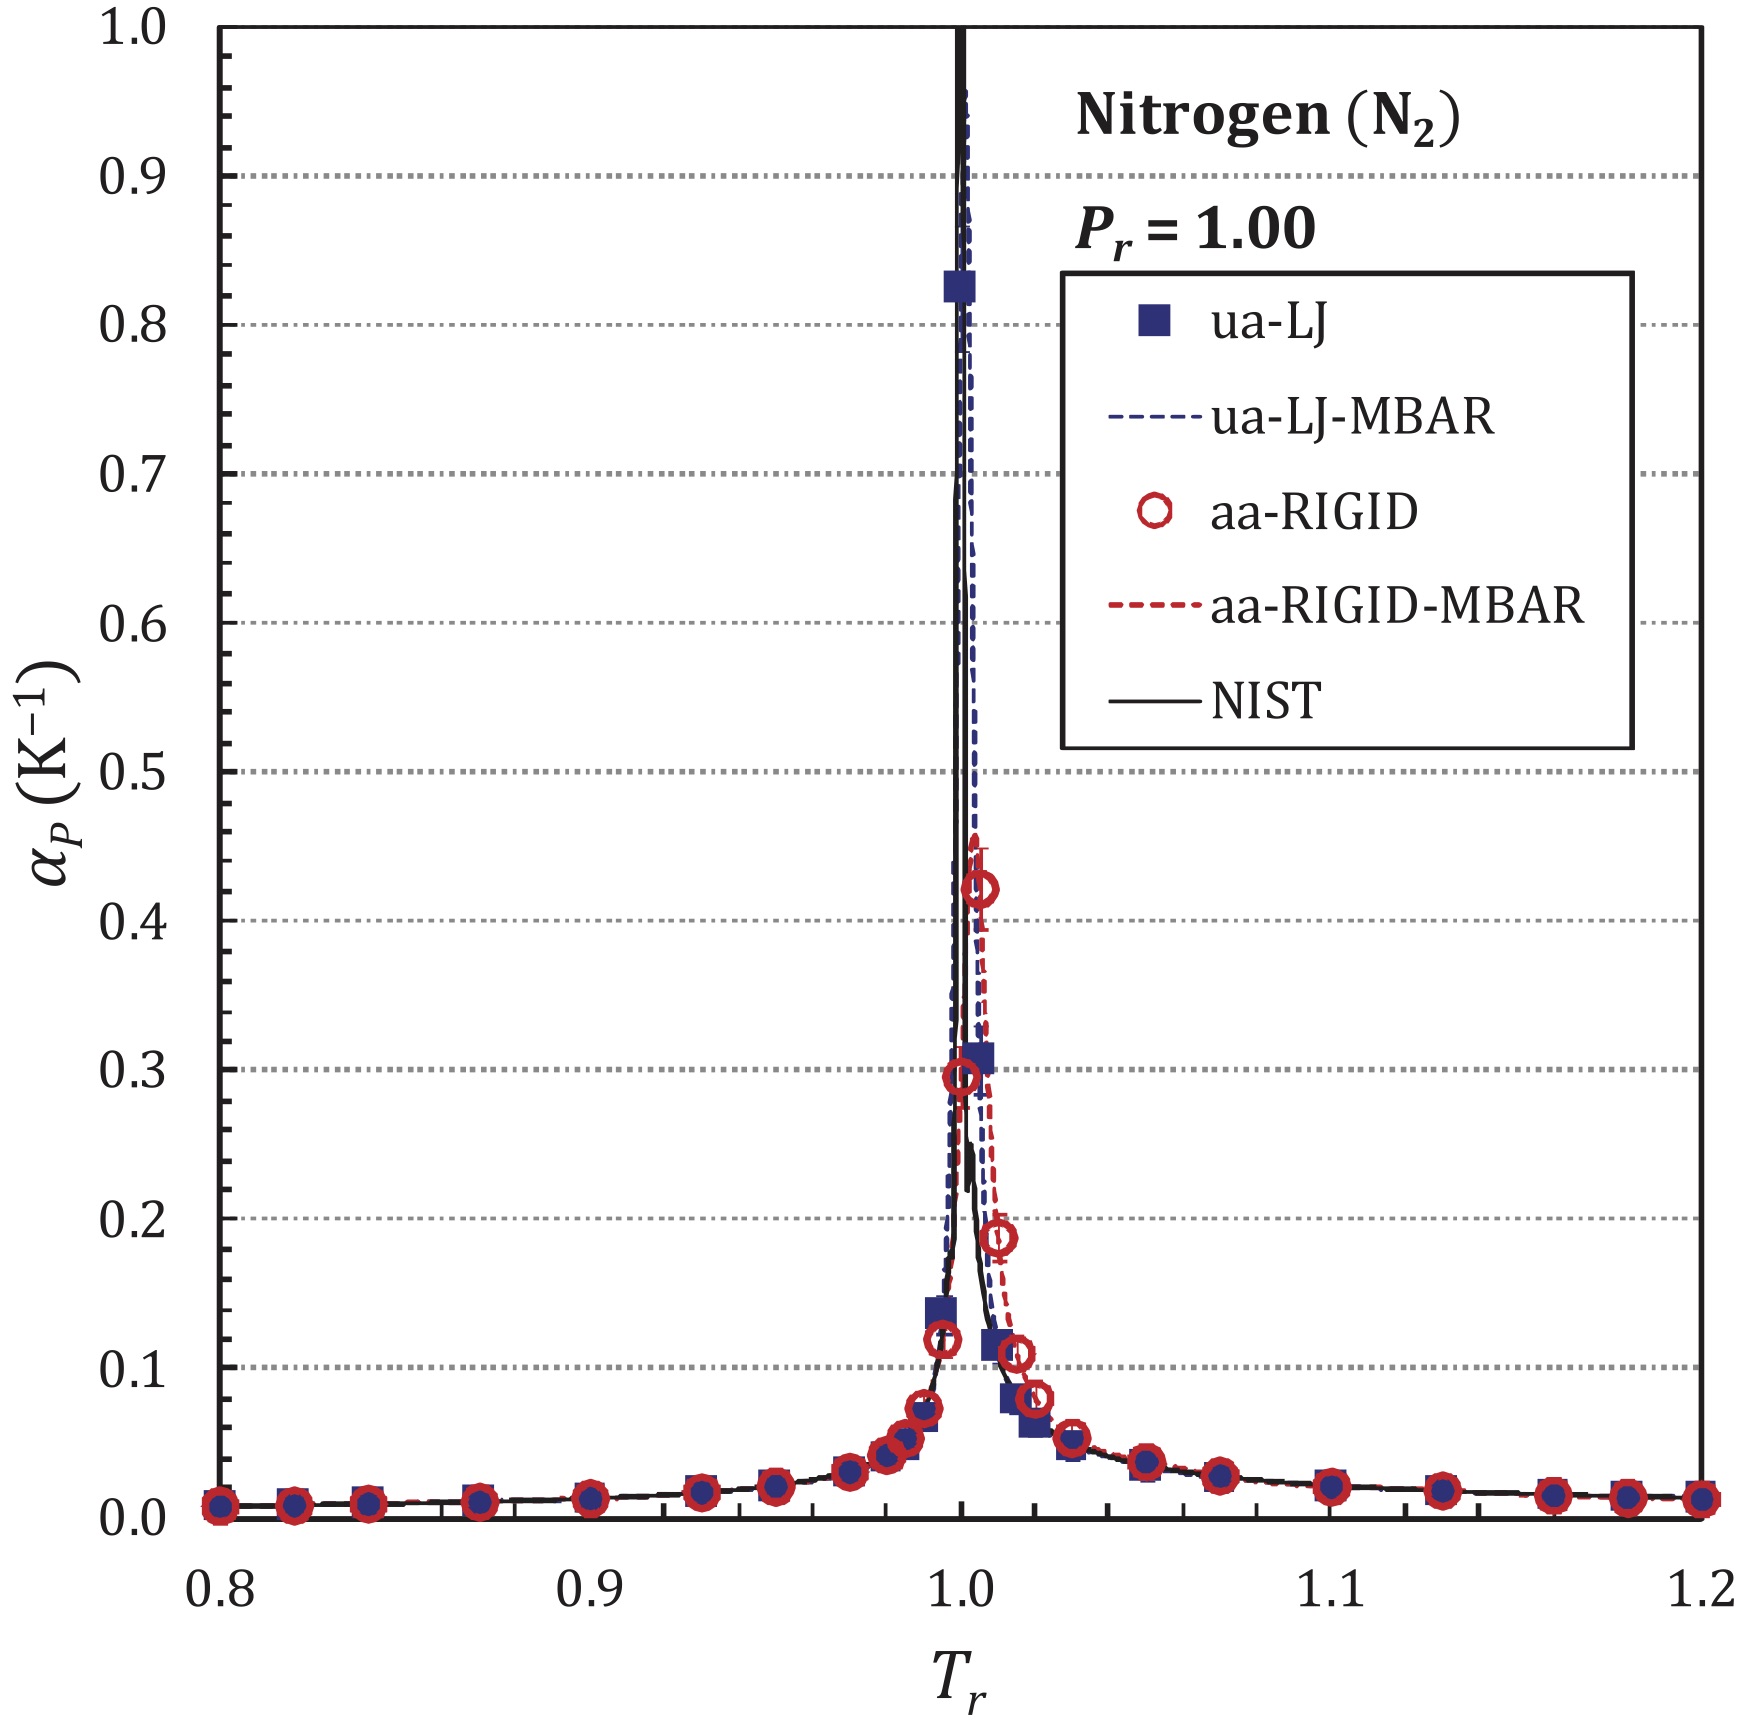 1.0
0.9
0.8
0.7
0.6
0.5
0.4
0.3
0.2
0.1
0.0
α_P (K⁻¹)
Nitrogen (N₂)
P_r = 1.00
ua-LJ
ua-LJ-MBAR
aa-RIGID
aa-RIGID-MBAR
NIST
0.8 0.9 1.0 1.1 1.2
T_r